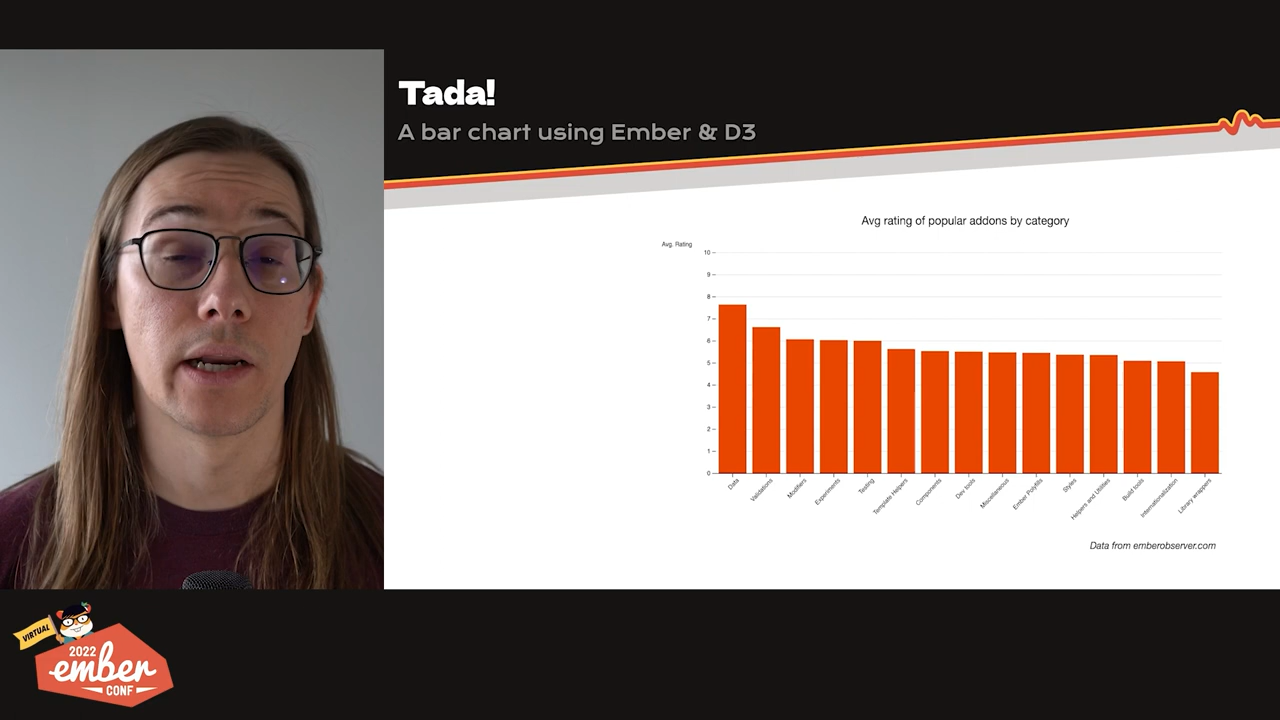 Tada!
A bar chart using Ember & D3
Avg rating of popular addons by category
Avg. Rating
10
9
8
7
6
5
4
3
2
1
0
Data
Validations
Modifiers
Experiments
Testing
Template Helpers
Components
Dev tools
Miscellaneous
Ember Polyfills
Styles
Helpers and Utilities
Build tools
Internationalization
Library wrappers
Data from emberobserver.com
VIRTUAL
2022
ember
CONF